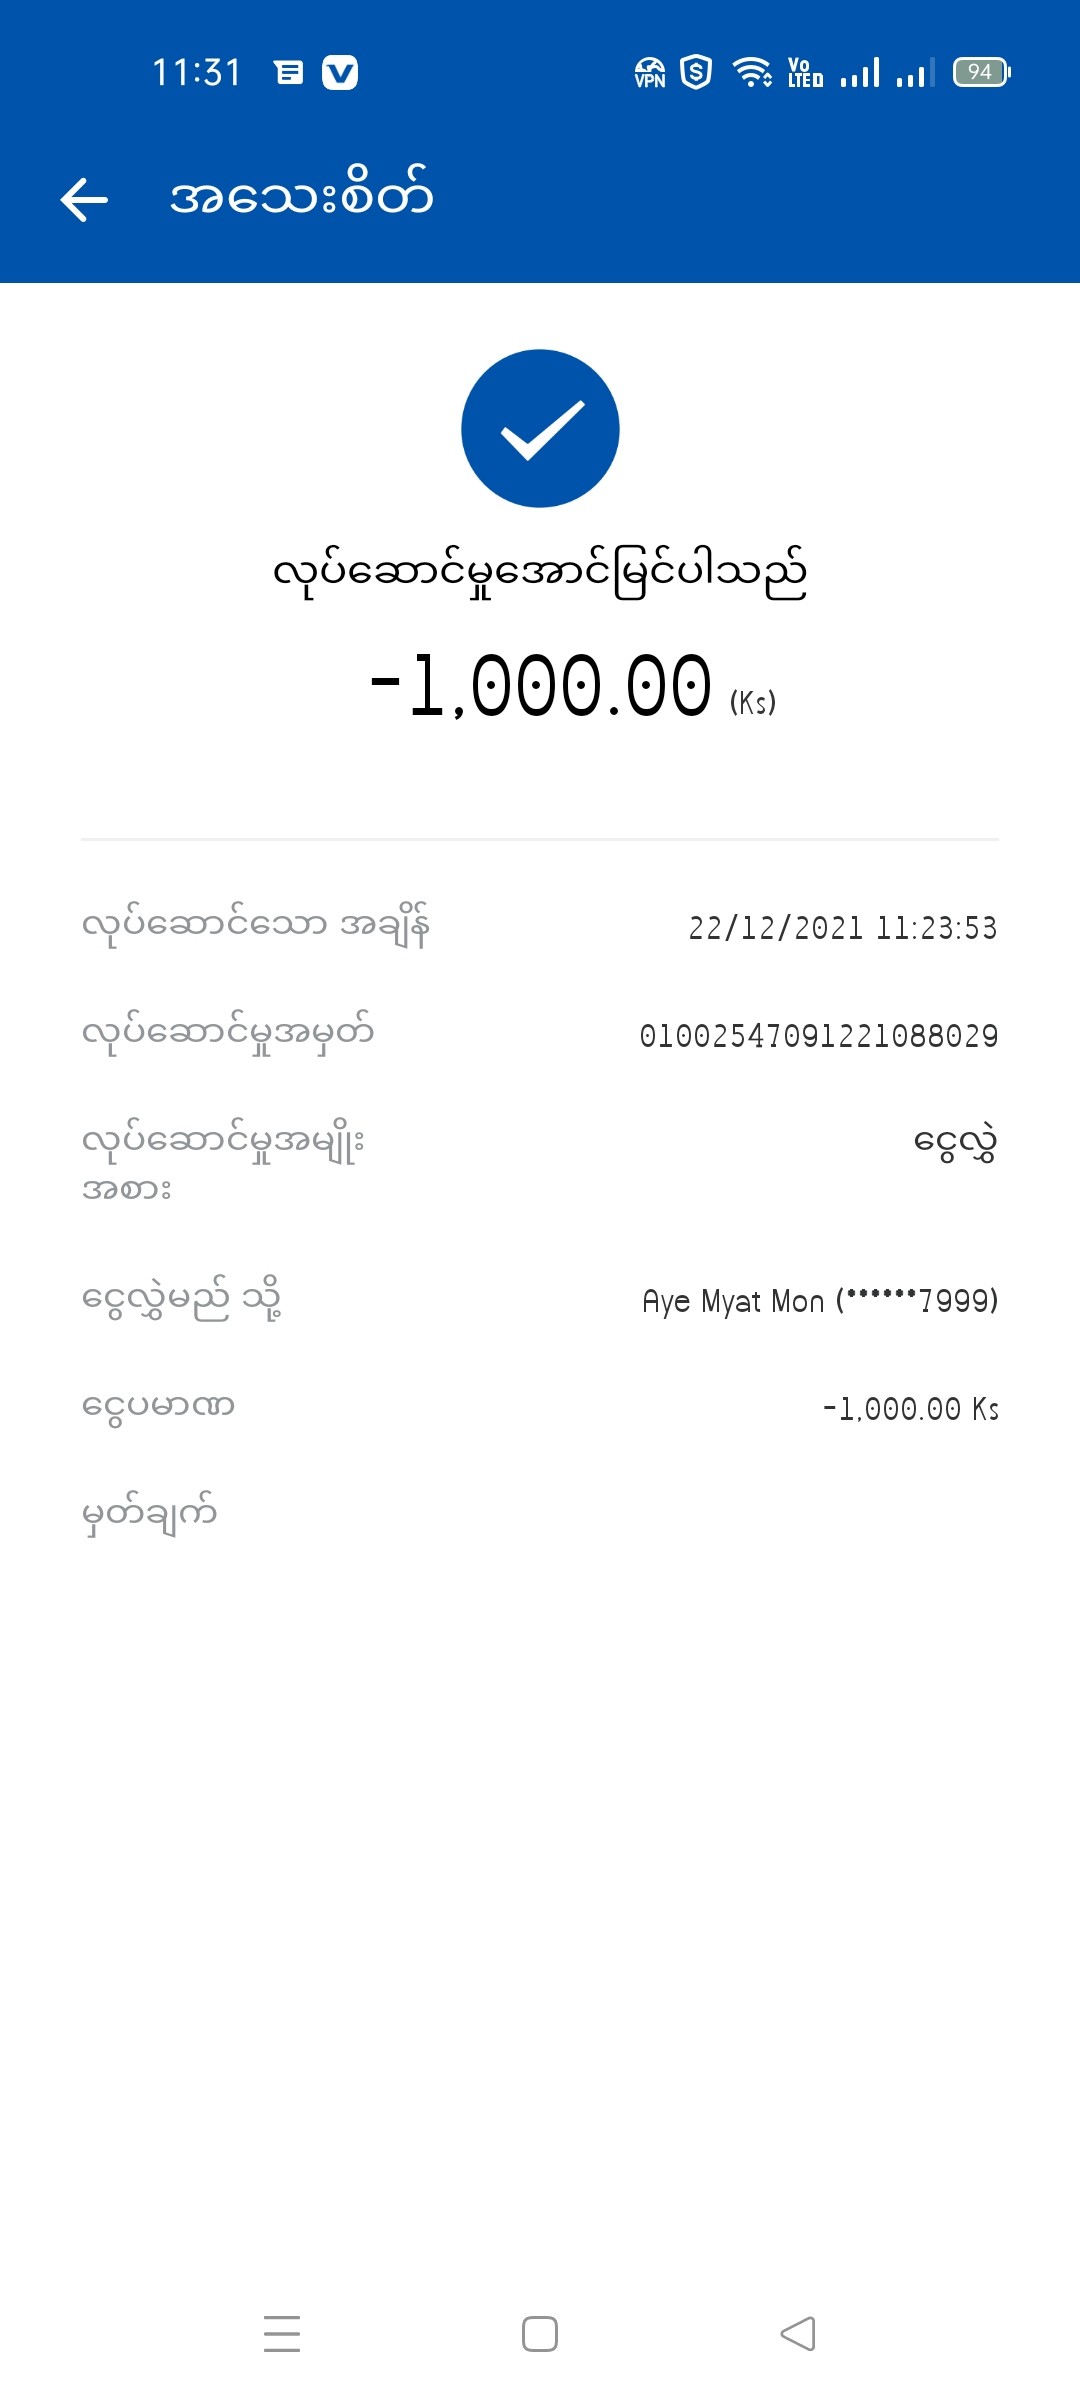 11:31
VPN
Vo
LTE
94
အသေးစိတ်
လုပ်ဆောင်မှုအောင်မြင်ပါသည်
-1,000.00 (Ks)
လုပ်ဆောင်သော အချိန် 22/12/2021 11:23:53
လုပ်ဆောင်မှုအမှတ် 01002547091221088029
လုပ်ဆောင်မှုအမျိုး ငွေလွှဲ
အစား
ငွေလွှဲမည် သို့ Aye Myat Mon (******7999)
ငွေပမာဏ -1,000.00 Ks
မှတ်ချက်